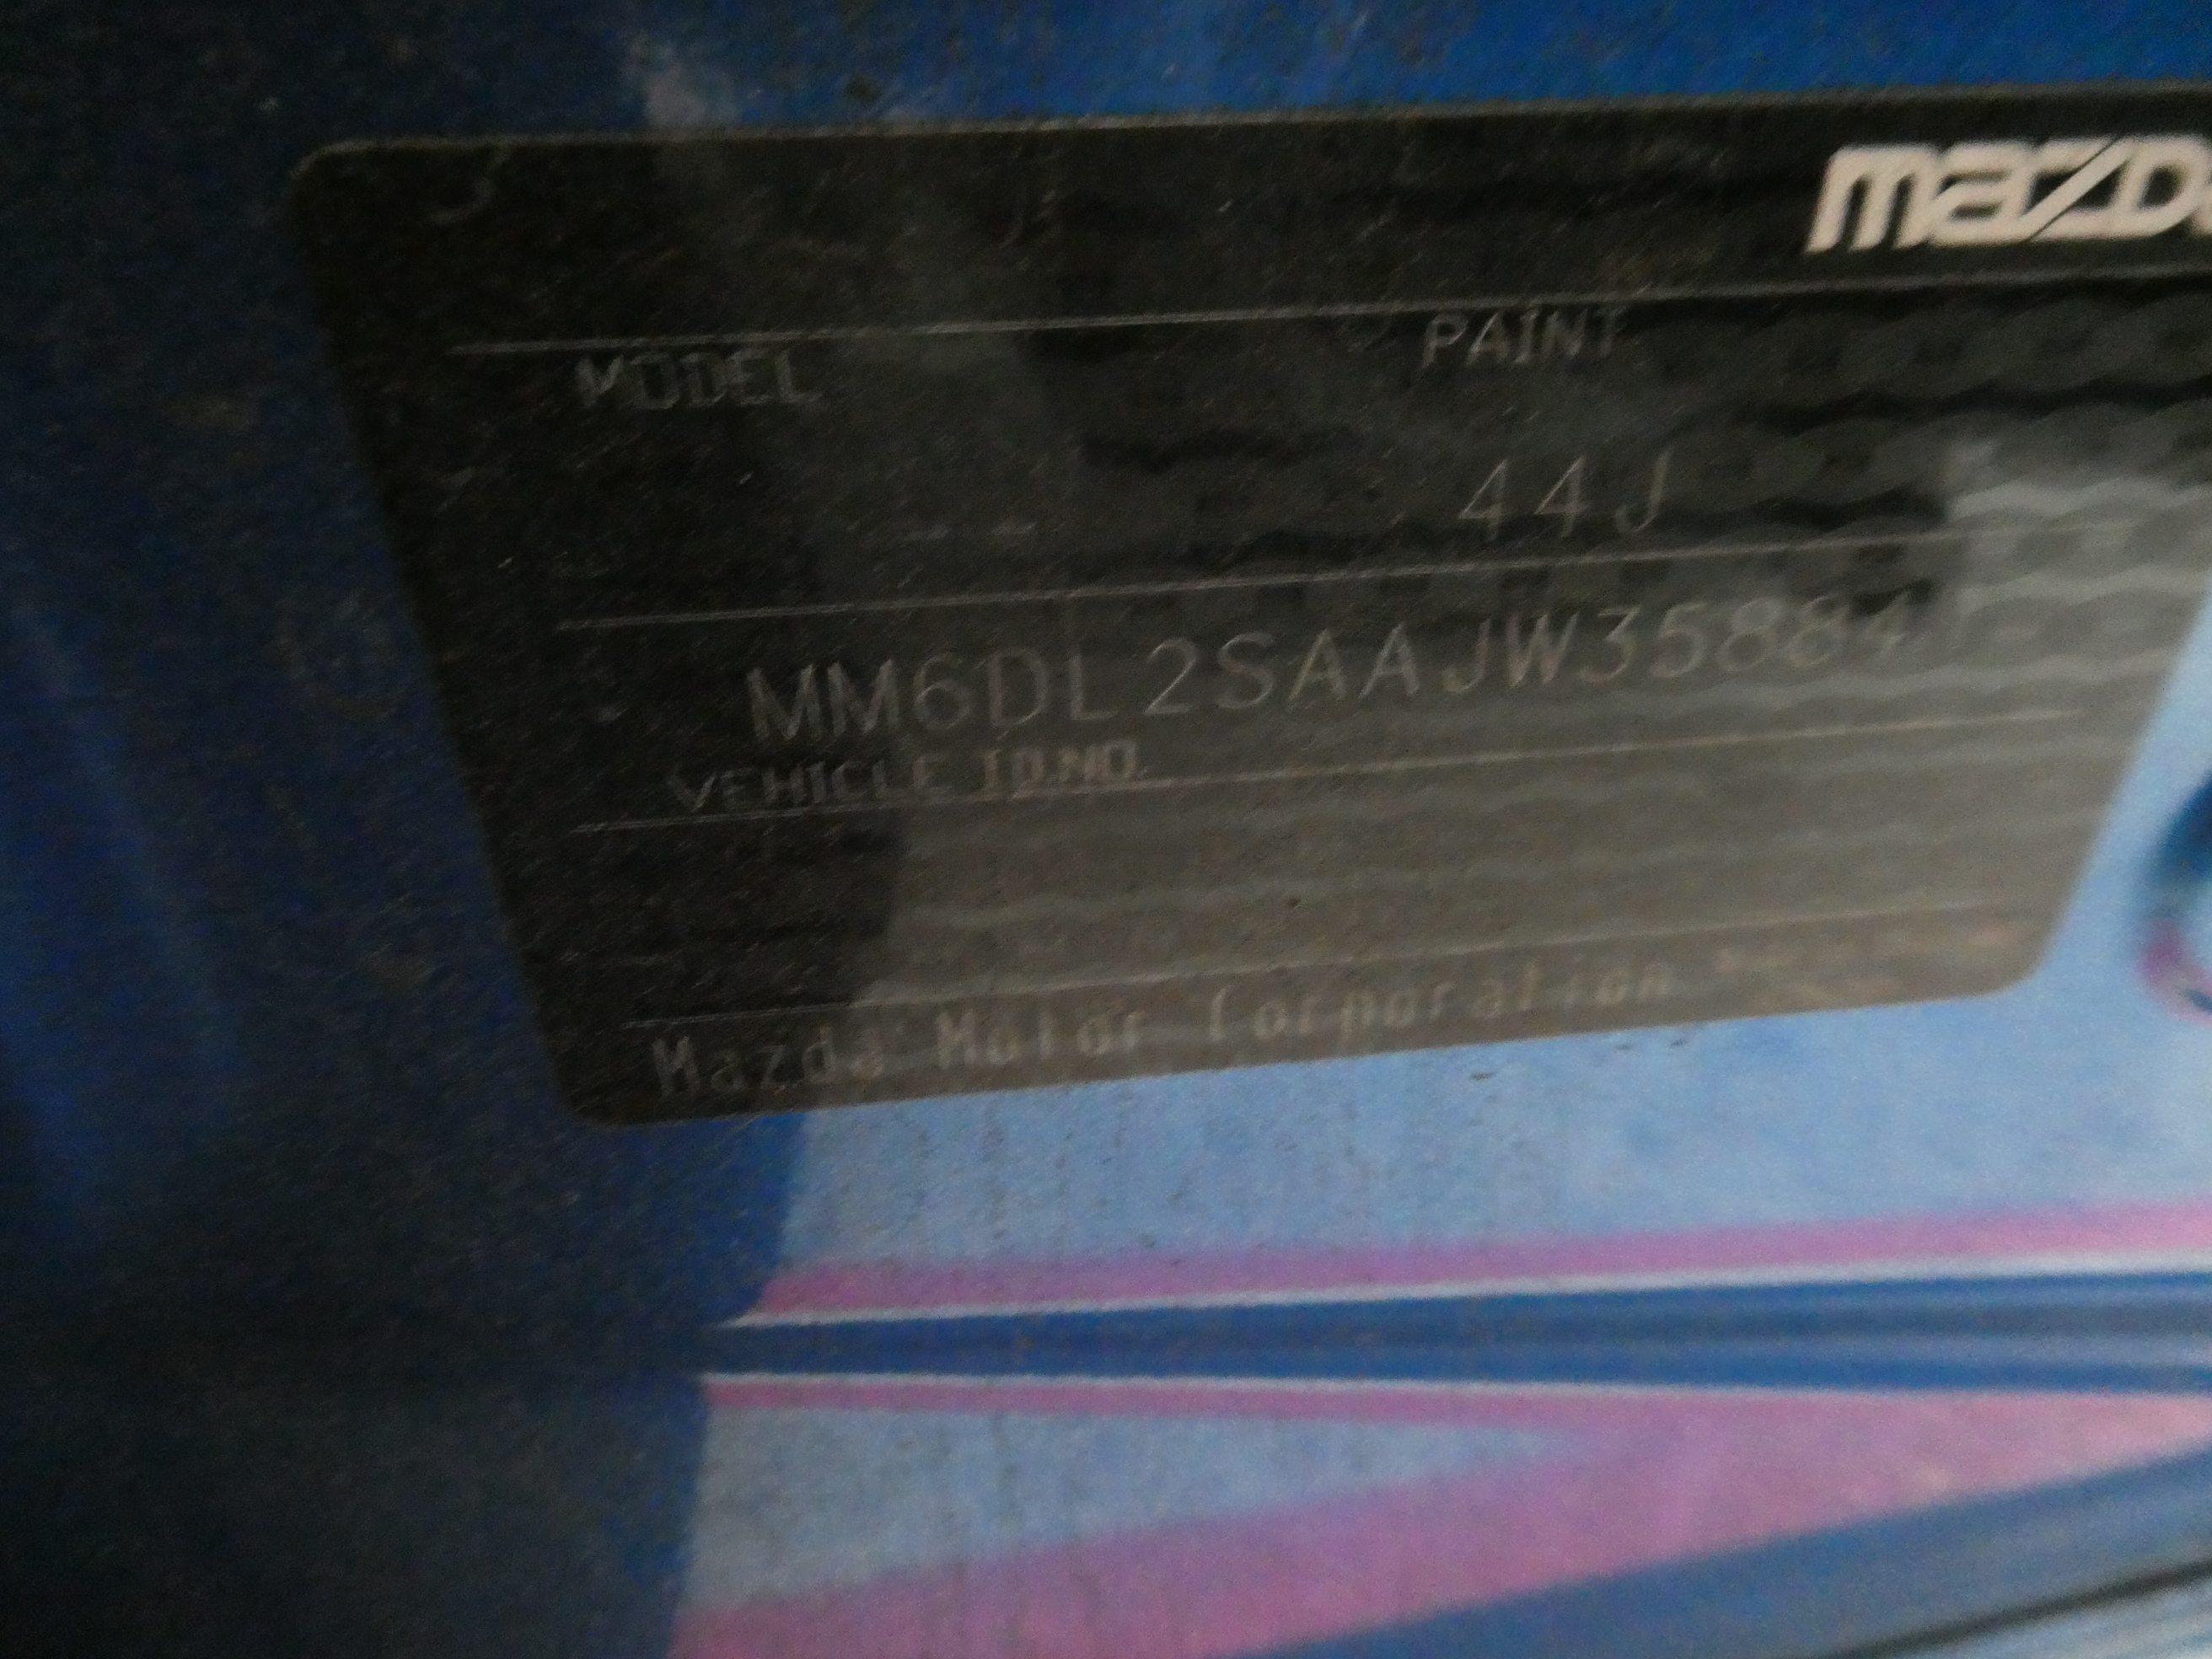 mazda
MODEL PAINT
44J
MM6DL2SAAJW35884
VEHICLE ID.NO.
Mazda Motor Corporation